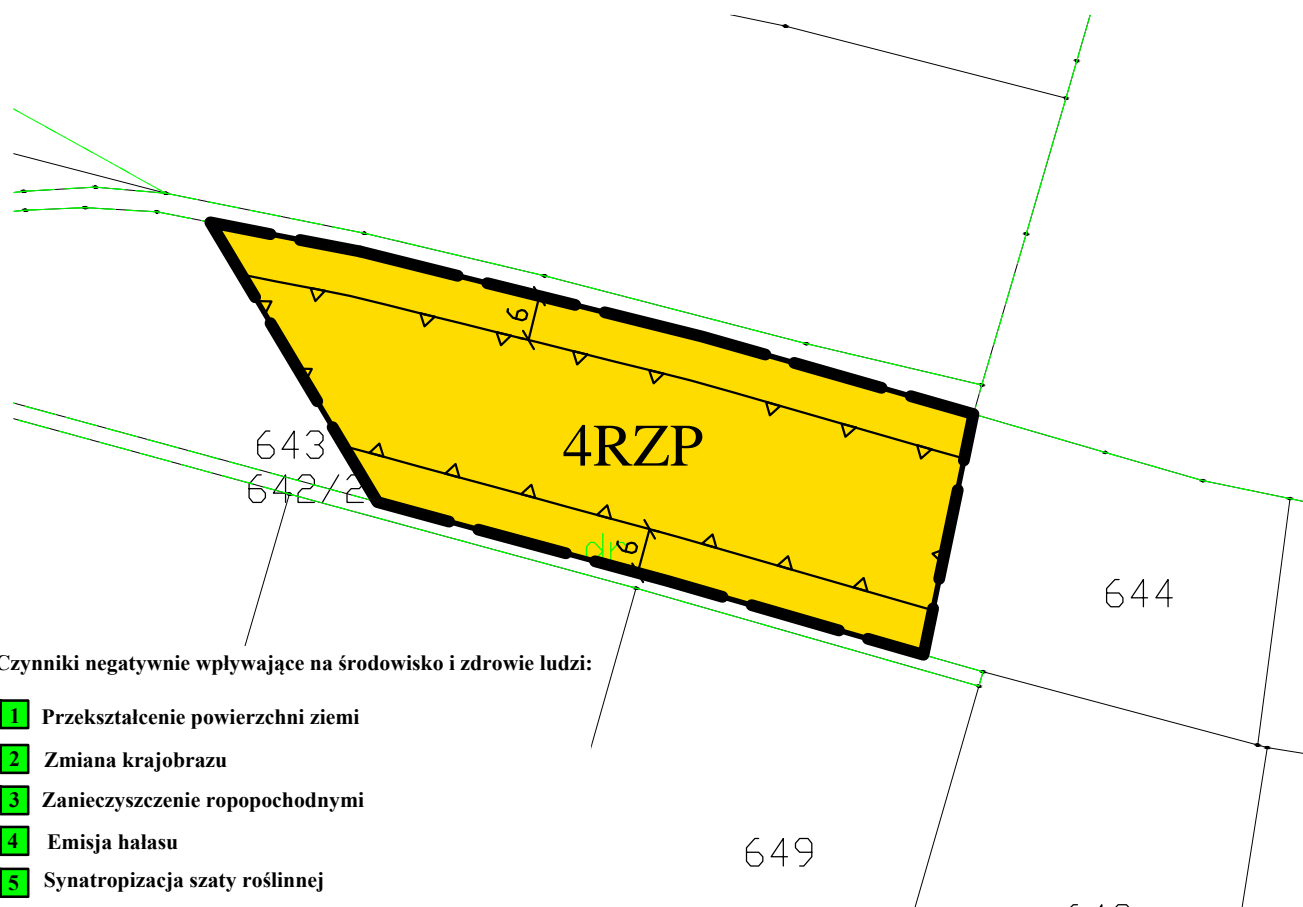 6
4RZP
643
642/2
dr
6
644
Czynniki negatywnie wpływające na środowisko i zdrowie ludzi:
1 Przekształcenie powierzchni ziemi
2 Zmiana krajobrazu
3 Zanieczyszczenie ropopochodnymi
4 Emisja hałasu
649
5 Synatropizacja szaty roślinnej